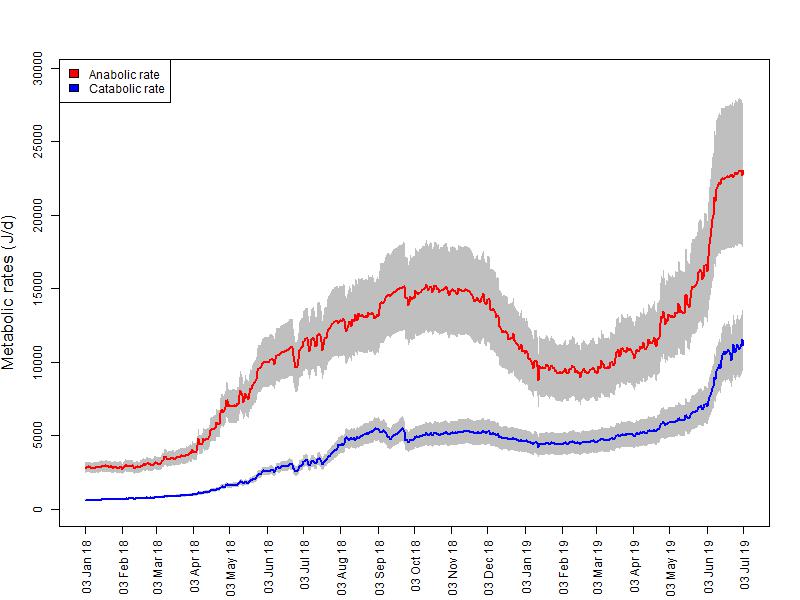 Anabolic rate
Catabolic rate
Metabolic rates (J/d)
30000
25000
20000
15000
10000
5000
0
03 Jan 18
03 Feb 18
03 Mar 18
03 Apr 18
03 May 18
03 Jun 18
03 Jul 18
03 Aug 18
03 Sep 18
03 Oct 18
03 Nov 18
03 Dec 18
03 Jan 19
03 Feb 19
03 Mar 19
03 Apr 19
03 May 19
03 Jun 19
03 Jul 19